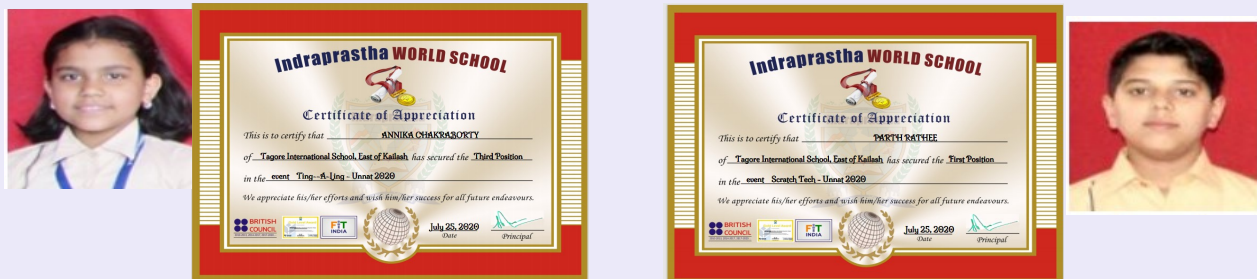 Indraprastha WORLD SCHOOL
Certificate of Appreciation
This is to certify that ANNIKA CHAKRABORTY
of Tagore International School, East of Kailash has secured the Third Position
in the event Ting--A-Ling - Unnat 2020
We appreciate his/her efforts and wish him/her success for all future endeavours.
BRITISH
COUNCIL
FiT
INDIA
July 25, 2020
Date
Principal
Indraprastha WORLD SCHOOL
Certificate of Appreciation
This is to certify that PARTH RATHEE
of Tagore International School, East of Kailash has secured the First Position
in the event Scratch Tech - Unnat 2020
We appreciate his/her efforts and wish him/her success for all future endeavours.
BRITISH
COUNCIL
FiT
INDIA
July 25, 2020
Date
Principal